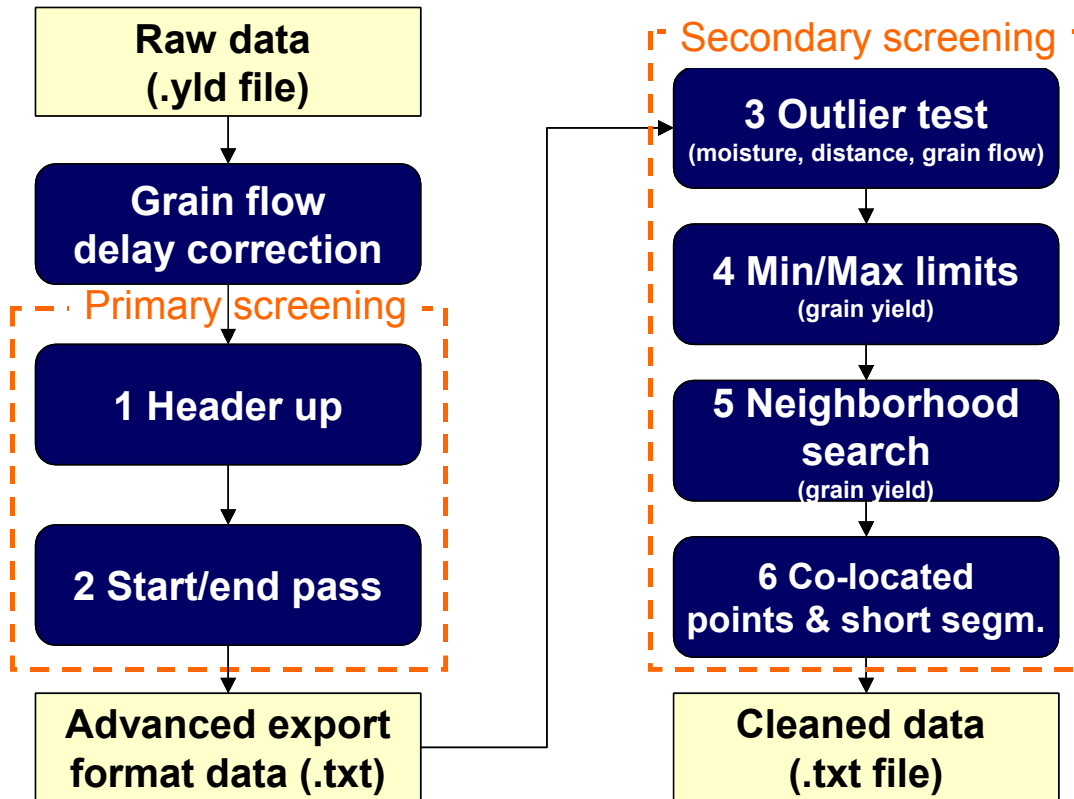 Raw data
(.yld file)
Grain flow
delay correction
Primary screening
1 Header up
2 Start/end pass
Advanced export
format data (.txt)
Secondary screening
3 Outlier test
(moisture, distance, grain flow)
4 Min/Max limits
(grain yield)
5 Neighborhood
search
(grain yield)
6 Co-located
points & short segm.
Cleaned data
(.txt file)